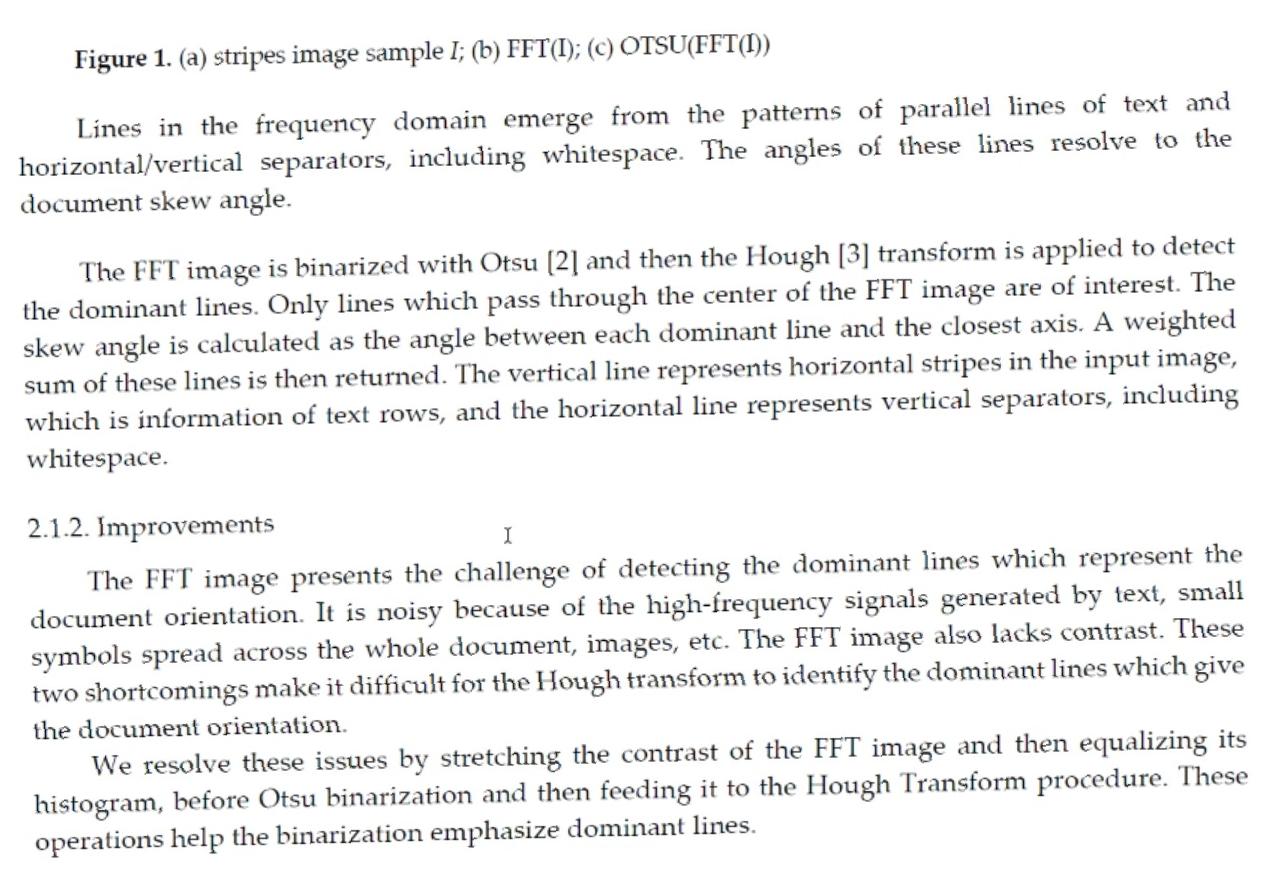 Figure 1. (a) stripes image sample I; (b) FFT(I); (c) OTSU(FFT(I))
Lines in the frequency domain emerge from the patterns of parallel lines of text and
horizontal/vertical separators, including whitespace. The angles of these lines resolve to the
document skew angle.
The FFT image is binarized with Otsu [2] and then the Hough [3] transform is applied to detect
the dominant lines. Only lines which pass through the center of the FFT image are of interest. The
skew angle is calculated as the angle between each dominant line and the closest axis. A weighted
sum of these lines is then returned. The vertical line represents horizontal stripes in the input image,
which is information of text rows, and the horizontal line represents vertical separators, including
whitespace.
2.1.2. Improvements
The FFT image presents the challenge of detecting the dominant lines which represent the
document orientation. It is noisy because of the high-frequency signals generated by text, small
symbols spread across the whole document, images, etc. The FFT image also lacks contrast. These
two shortcomings make it difficult for the Hough transform to identify the dominant lines which give
the document orientation.
We resolve these issues by stretching the contrast of the FFT image and then equalizing its
histogram, before Otsu binarization and then feeding it to the Hough Transform procedure. These
operations help the binarization emphasize dominant lines.